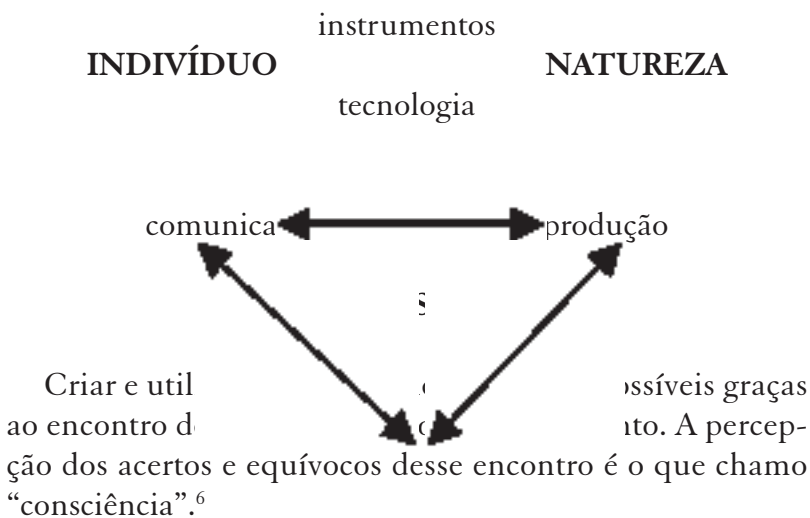 instrumentos
INDIVÍDUO NATUREZA
tecnologia
comunica produção
Criar e util ossíveis graças
ao encontro d nto. A percep-
ção dos acertos e equívocos desse encontro é o que chamo
“consciência”.⁶